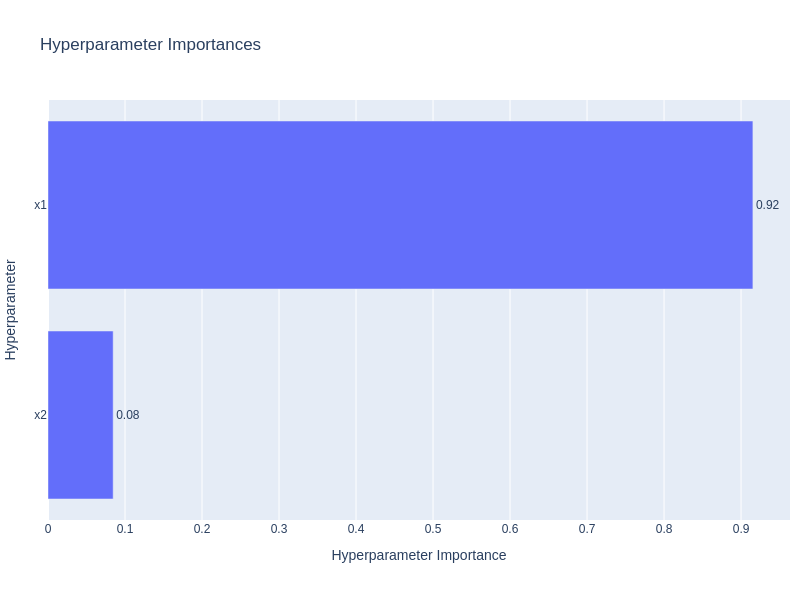 Hyperparameter Importances
Hyperparameter
x1
0.92
x2
0.08
0 0.1 0.2 0.3 0.4 0.5 0.6 0.7 0.8 0.9
Hyperparameter Importance